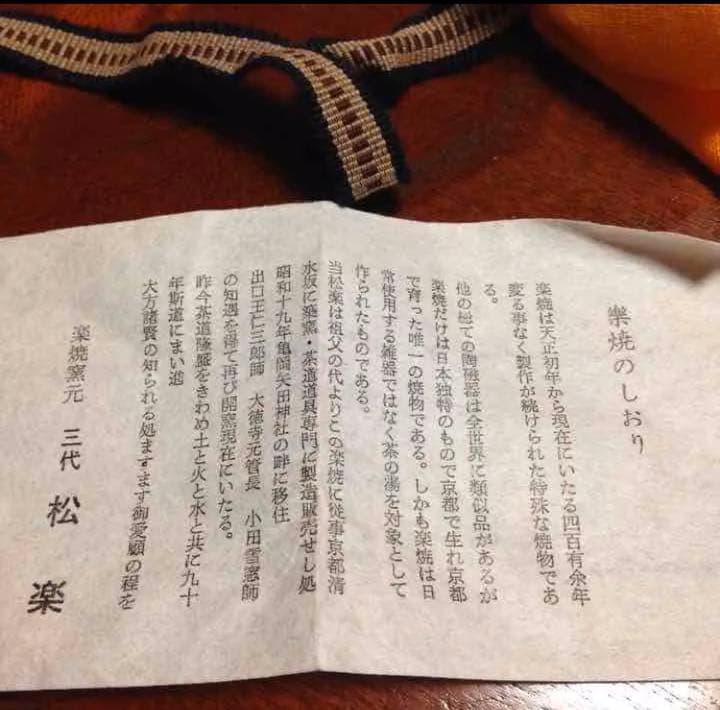 楽焼のしおり
楽焼は天正初年から現在にいたる四百有余年
変る事なく製作が続けられた特殊な焼物であ
る。
他の総ての陶磁器は全世界に類似品があるが
楽焼だけは日本独特のもので京都で生れ京都
で育った唯一の焼物である。しかも楽焼は日
常使用する雑器ではなく茶の湯を対象として
作られたものである。
当松楽は祖父の代よりこの楽焼に従事京都清
水坂に築窯・茶道道具専門に製造販売せし処
昭和十九年亀岡矢田神社の畔に移住
出口王仁三郎師　大徳寺元管長　小田雪窓師
の知遇を得て再び開窯現在にいたる。
昨今茶道隆盛をきわめ土と火と水と共に九十
年斯道にまい進
大方諸賢の知られる処ますます御愛顧の程を
楽焼窯元　三代　松楽